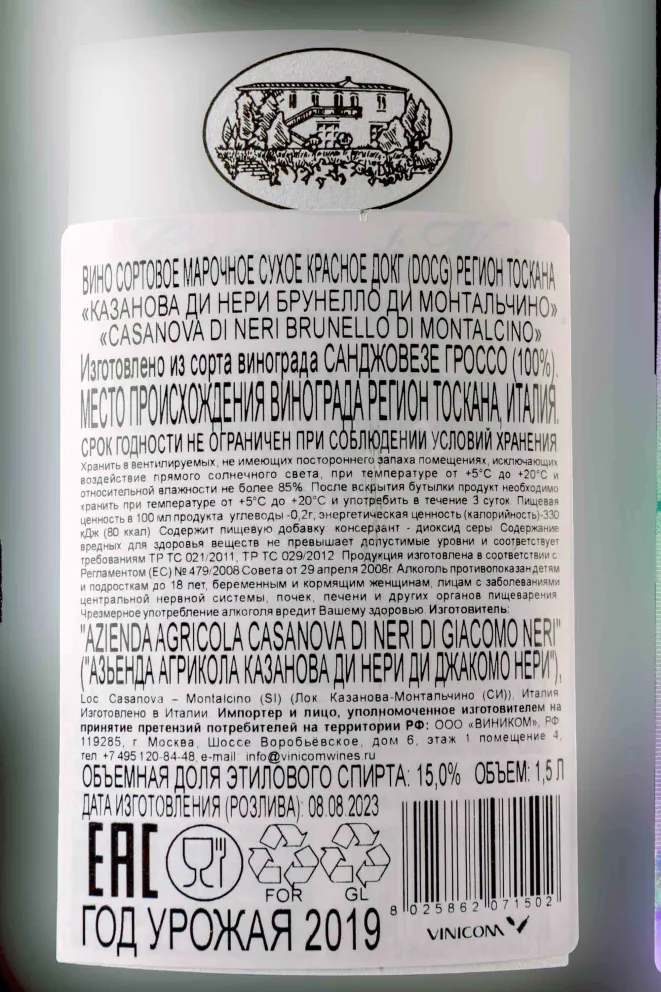 ВИНО СОРТОВОЕ МАРОЧНОЕ СУХОЕ КРАСНОЕ ДОКГ (DOCG) РЕГИОН ТОСКАНА
«КАЗАНОВА ДИ НЕРИ БРУНЕЛЛО ДИ МОНТАЛЬЧИНО»
«CASANOVA DI NERI BRUNELLO DI MONTALCINO»
Изготовлено из сорта винограда САНДЖОВЕЗЕ ГРОССО (100%).
МЕСТО ПРОИСХОЖДЕНИЯ ВИНОГРАДА РЕГИОН ТОСКАНА, ИТАЛИЯ.
СРОК ГОДНОСТИ НЕ ОГРАНИЧЕН ПРИ СОБЛЮДЕНИИ УСЛОВИЙ ХРАНЕНИЯ
Хранить в вентилируемых, не имеющих постороннего запаха помещениях, исключающих
воздействие прямого солнечного света, при температуре от +5°С до +20°С и
относительной влажности не более 85%. После вскрытия бутылки продукт необходимо
хранить при температуре от +5°С до +20°С и употребить в течение 3 суток. Пищевая
ценность в 100 мл продукта углеводы -0,2г, энергетическая ценность (калорийность)-330
кДж (80 ккал) Содержит пищевую добавку: консервант - диоксид серы Содержание
вредных для здоровья веществ не превышает допустимые уровни и соответствует
требованиям ТР ТС 021/2011, ТР ТС 029/2012 Продукция изготовлена в соответствии с
Регламентом (ЕС) № 479/2008 Совета от 29 апреля 2008г. Алкоголь противопоказан детям
и подросткам до 18 лет, беременным и кормящим женщинам, лицам с заболеваниями
центральной нервной системы, почек, печени и других органов пищеварения
Чрезмерное употребление алкоголя вредит Вашему здоровью. Изготовитель:
"AZIENDA AGRICOLA CASANOVA DI NERI DI GIACOMO NERI"
("АЗЬЕНДА АГРИКОЛА КАЗАНОВА ДИ НЕРИ ДИ ДЖАКОМО НЕРИ"),
Loc. Casanova – Montalcino (SI) (Лок. Казанова-Монтальчино (СИ)), Италия
Изготовлено в Италии. Импортер и лицо, уполномоченное изготовителем на
принятие претензий потребителей на территории РФ: ООО «ВИНИКОМ», РФ
119285, г Москва, Шоссе Воробьёвское, дом 6, этаж 1 помещение 4,
тел +7 495 120-84-48, e-mail: info@vinicomwines.ru
ОБЪЕМНАЯ ДОЛЯ ЭТИЛОВОГО СПИРТА: 15,0% ОБЪЕМ: 1,5 Л
ДАТА ИЗГОТОВЛЕНИЯ (РОЗЛИВА): 08.08.2023
EAC
FOR GL
8 025862 071502
ГОД УРОЖАЯ 2019
VINICOM